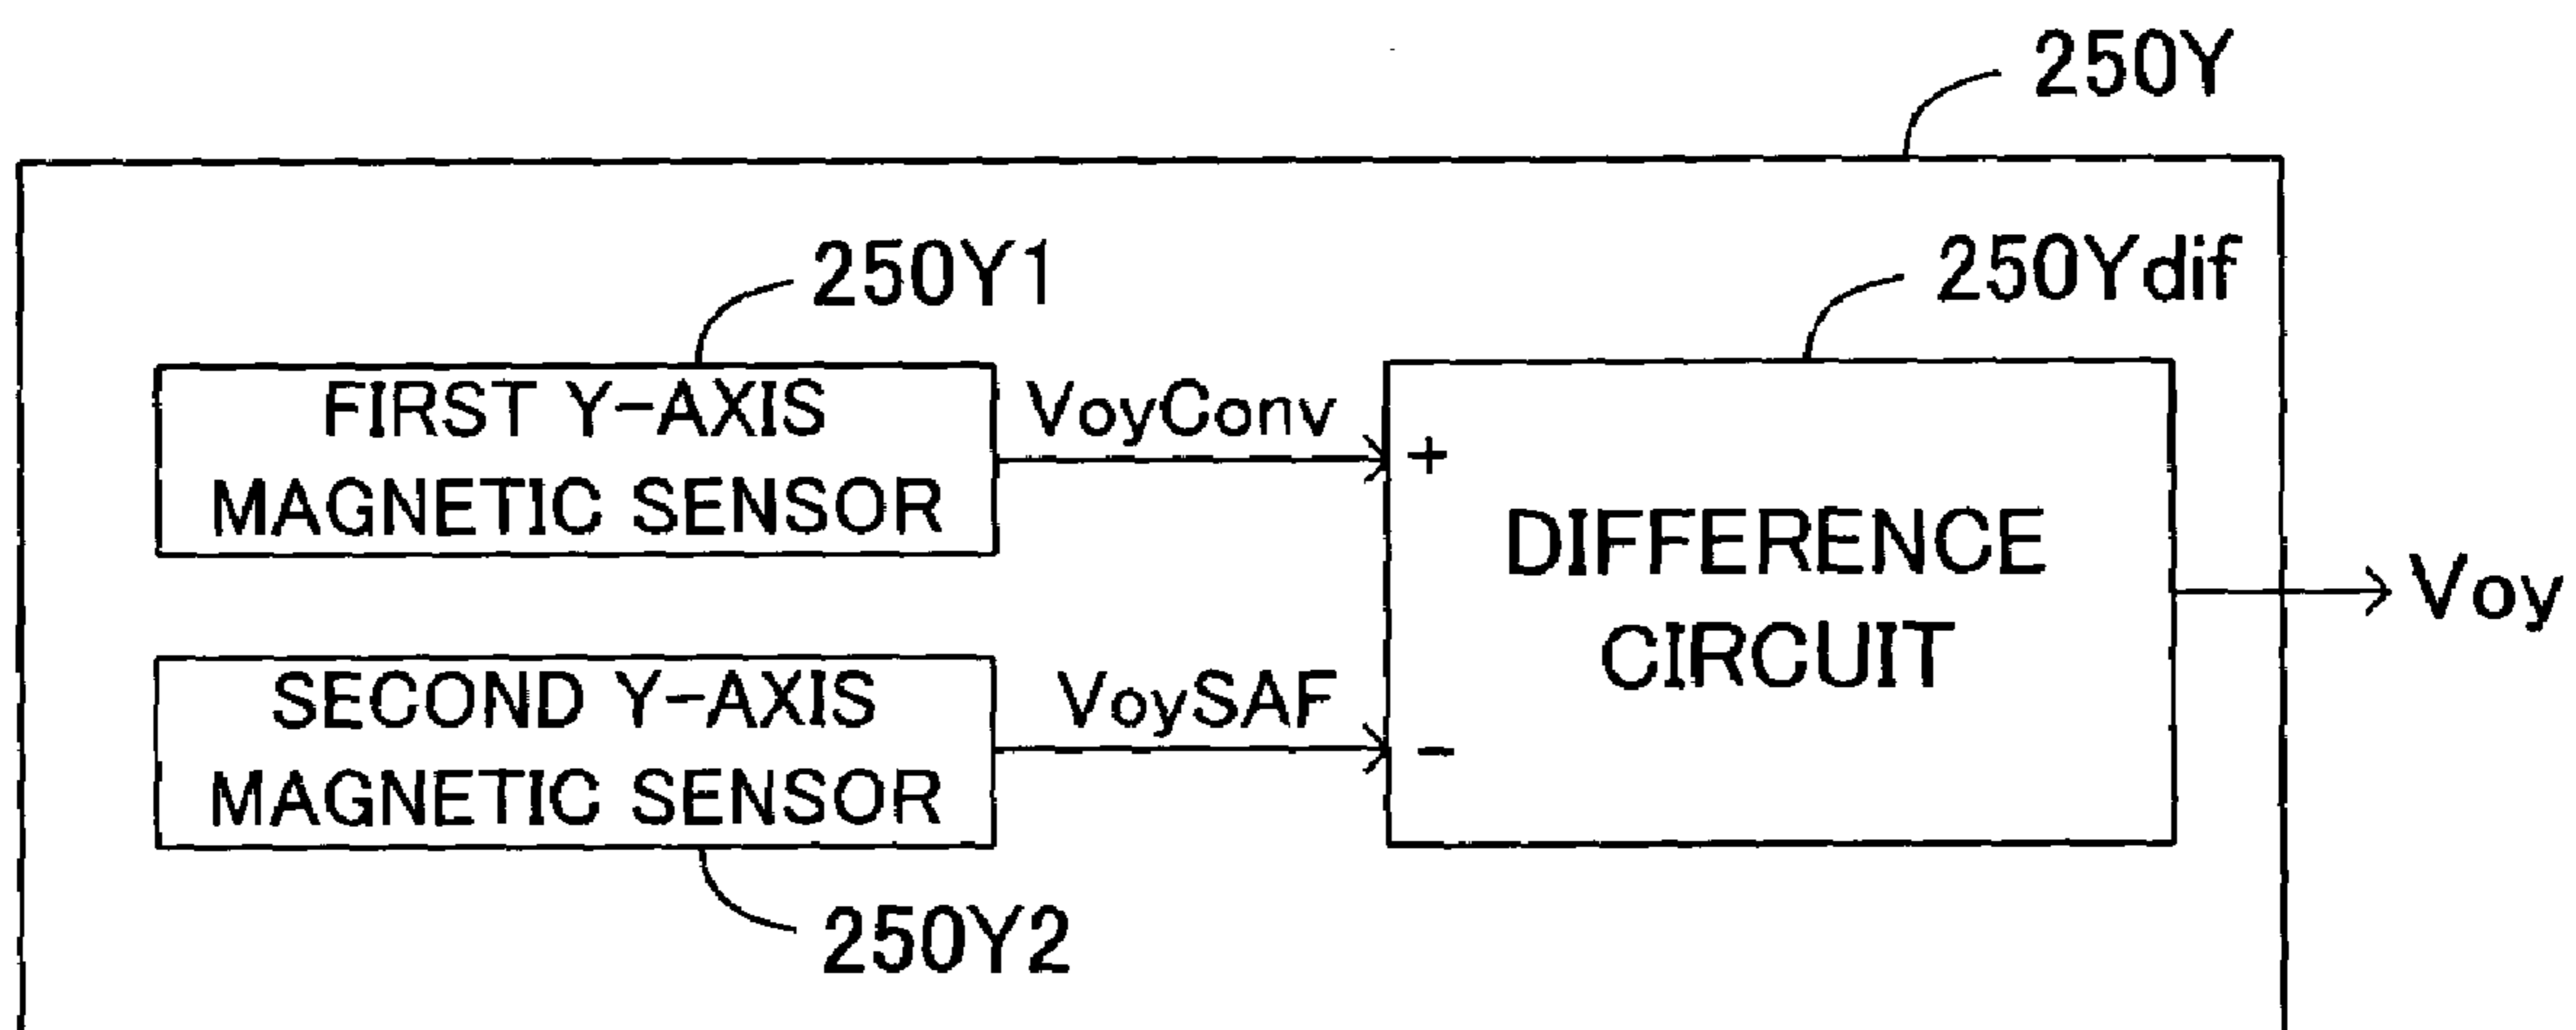 250Y
250Y1
250Ydif
FIRST Y-AXIS
MAGNETIC SENSOR
VoyConv
+
DIFFERENCE
CIRCUIT
Voy
SECOND Y-AXIS
MAGNETIC SENSOR
VoySAF
-
250Y2